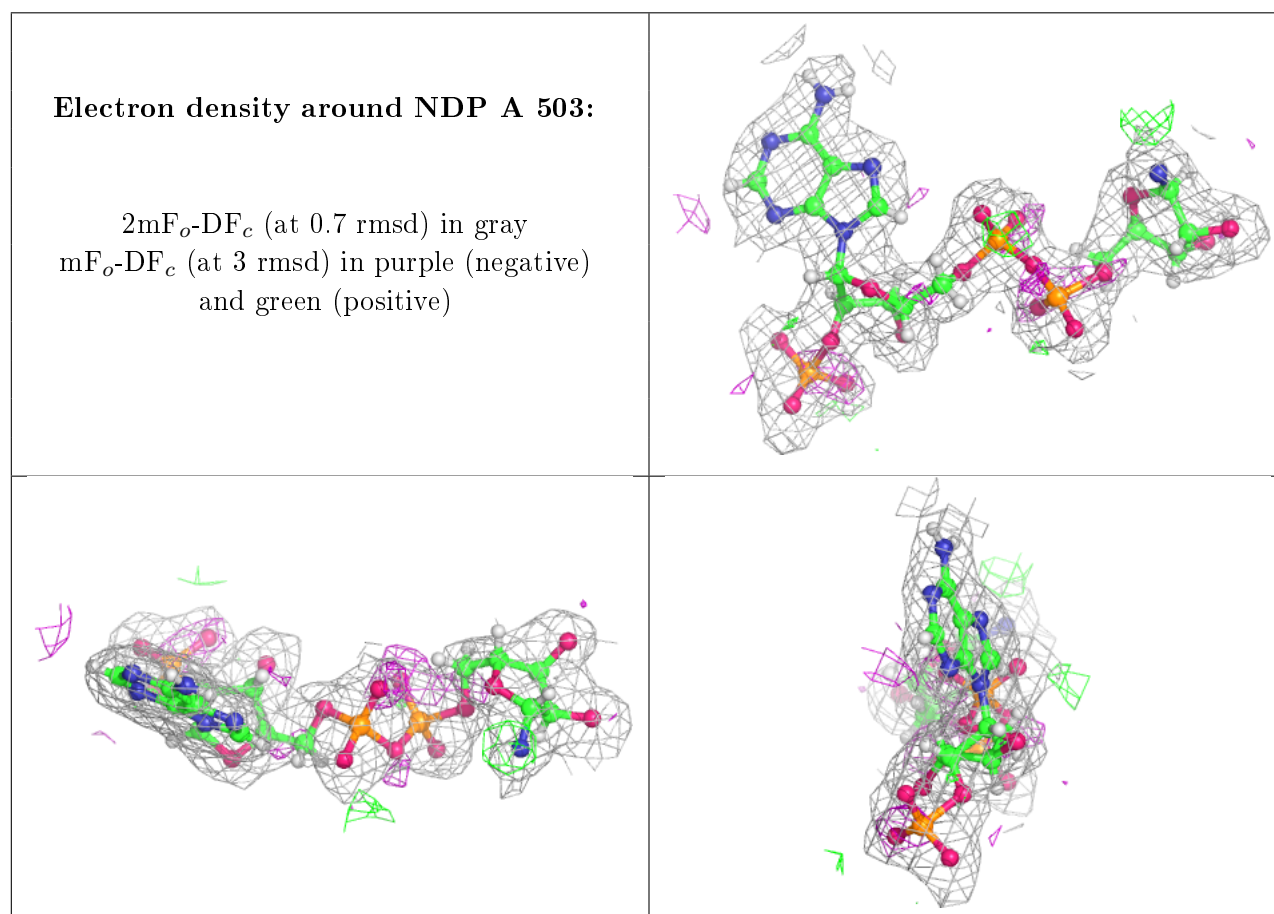 Electron density around NDP A 503:
2mFₒ-DF𝒸 (at 0.7 rmsd) in gray
mFₒ-DF𝒸 (at 3 rmsd) in purple (negative)
and green (positive)